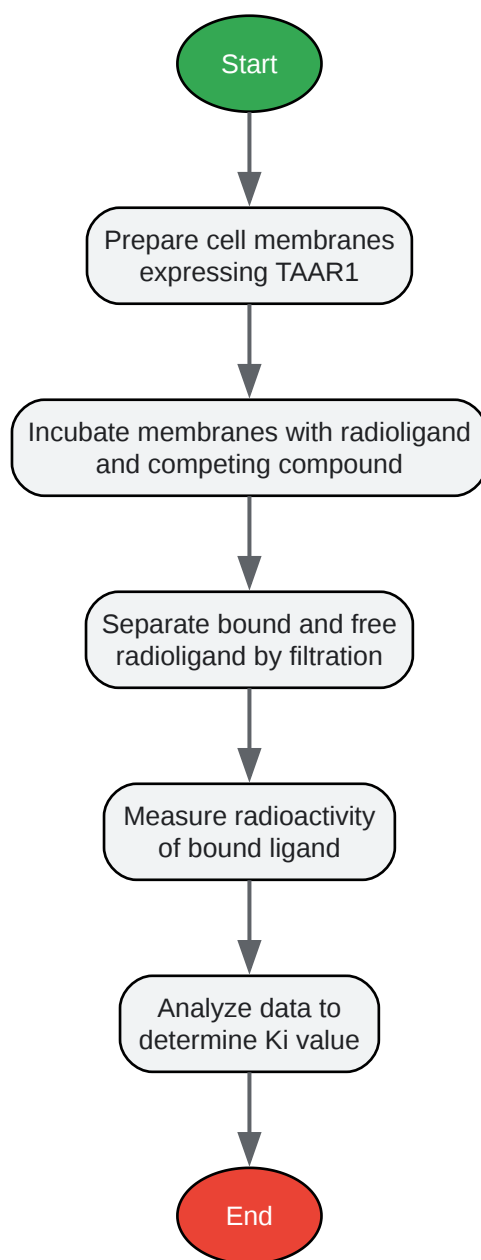 Start
Prepare cell membranes
expressing TAAR1
Incubate membranes with radioligand
and competing compound
Separate bound and free
radioligand by filtration
Measure radioactivity
of bound ligand
Analyze data to
determine Ki value
End